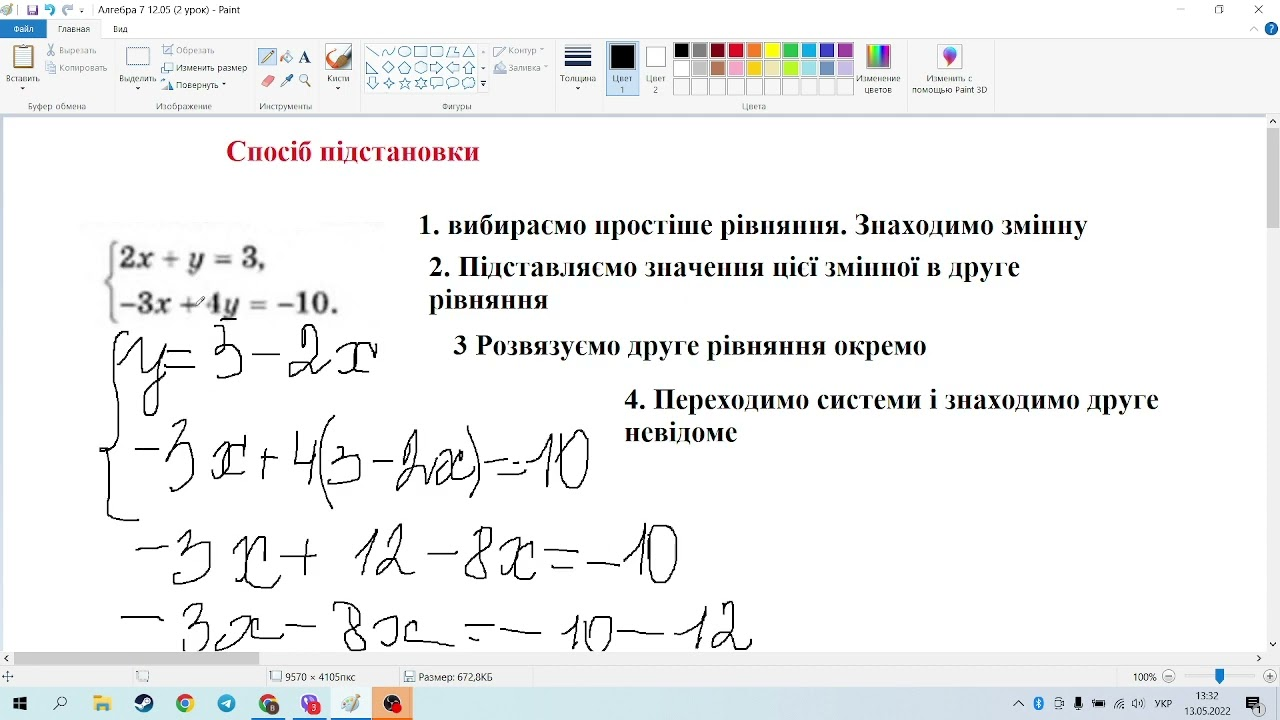 Алгебра 7 12.05 (2 урок) - Paint
Файл Главная Вид
Вставить
Вырезать
Копировать
Буфер обмена
Выделить
Обрезать
Изменить размер
Повернуть
Изображение
Инструменты
Кисти
Фигуры
Контур
Заливка
Толщина
Цвет 1
Цвет 2
Изменение цветов
Цвета
Изменить с помощью Paint 3D
Спосіб підстановки
2x + y = 3,
-3x + 4y = -10.
1. вибираємо простіше рівняння. Знаходимо змінну
2. Підставляємо значення цієї змінної в друге
рівняння
3 Розвязуємо друге рівняння окремо
4. Переходимо системи і знаходимо друге
невідоме
y = 3 - 2x
-3x + 4(3 - 2x) = -10
-3x + 12 - 8x = -10
-3x - 8x = -10 - 12
9570 × 4105пкс
Размер: 672,8КБ
100%
УКР
13:32
13.05.2022